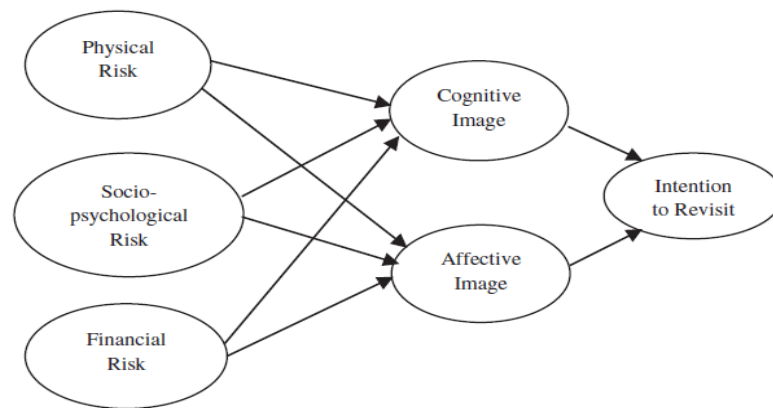 Physical
Risk
Cognitive
Image
Socio-
psychological
Risk
Intention
to Revisit
Affective
Image
Financial
Risk